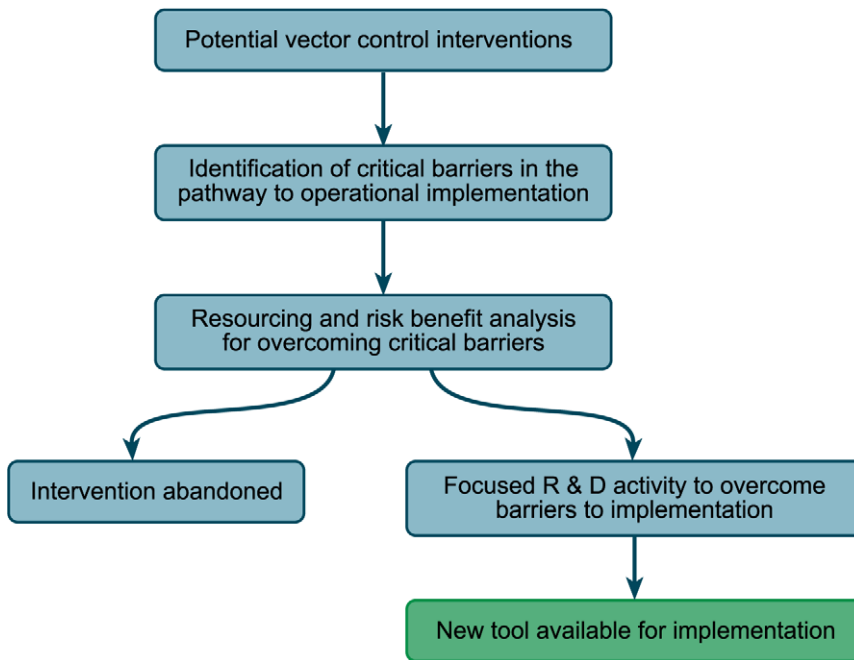 Potential vector control interventions
Identification of critical barriers in the
pathway to operational implementation
Resourcing and risk benefit analysis
for overcoming critical barriers
Intervention abandoned
Focused R & D activity to overcome
barriers to implementation
New tool available for implementation